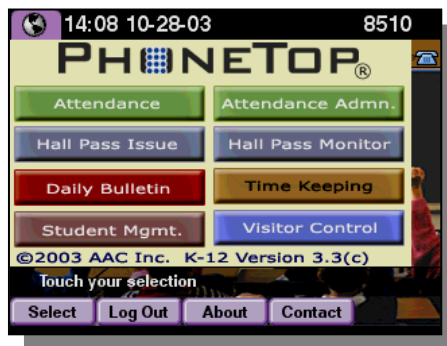 14:08 10-28-03 8510
PHONETOP®
Attendance Attendance Admn.
Hall Pass Issue Hall Pass Monitor
Daily Bulletin Time Keeping
Student Mgmt. Visitor Control
©2003 AAC Inc. K-12 Version 3.3(c)
Touch your selection
Select Log Out About Contact